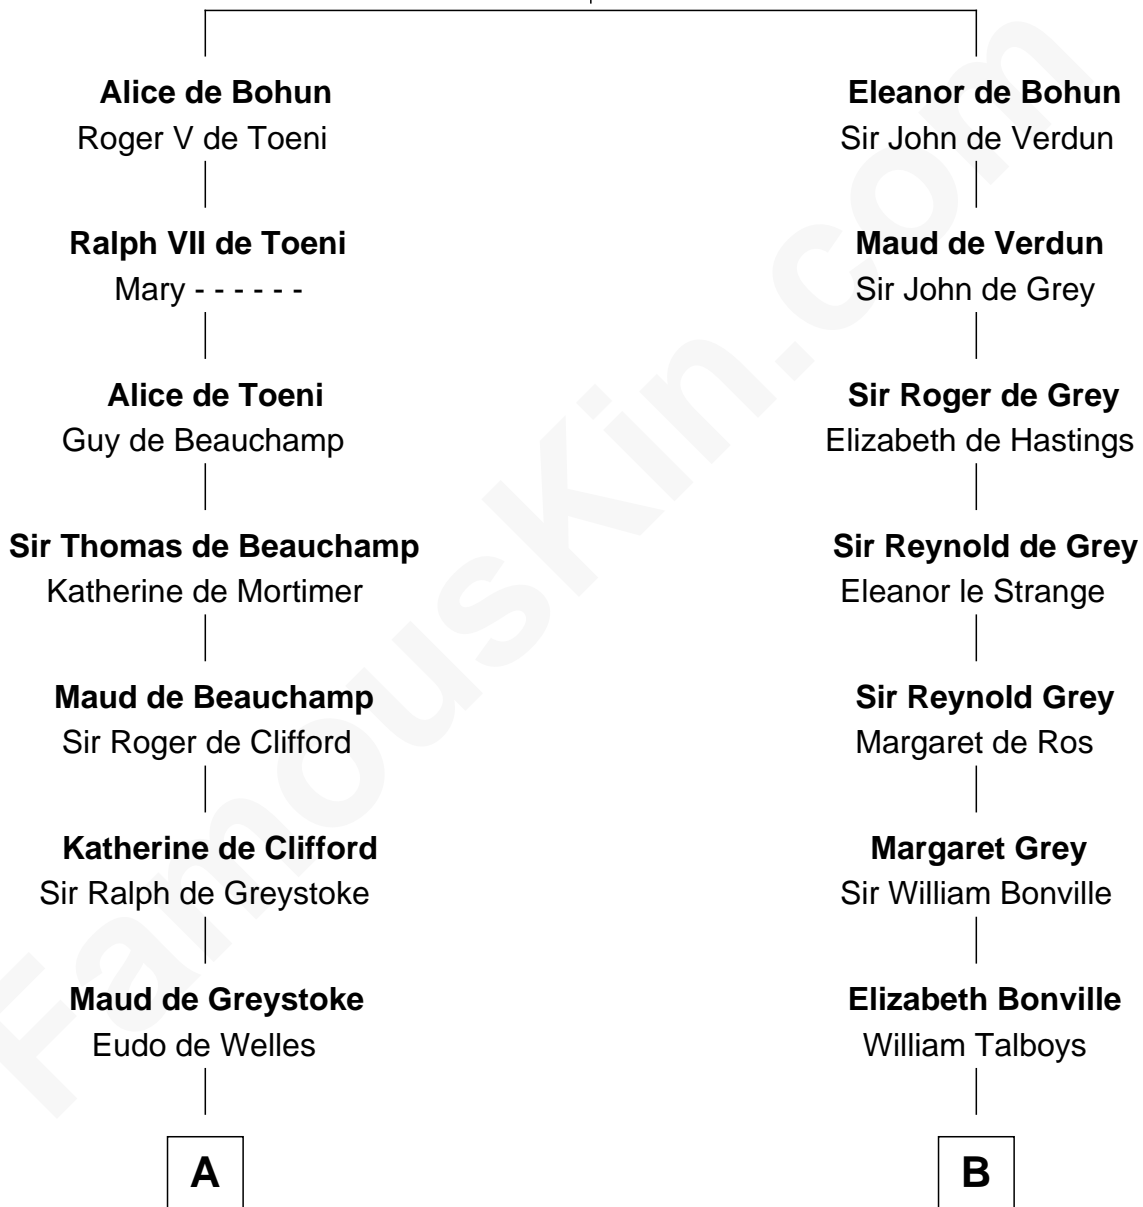 Alice de Bohun
Roger V de Toeni
Ralph VII de Toeni
Mary - - - - - -
Alice de Toeni
Guy de Beauchamp
Sir Thomas de Beauchamp
Katherine de Mortimer
Maud de Beauchamp
Sir Roger de Clifford
Katherine de Clifford
Sir Ralph de Greystoke
Maud de Greystoke
Eudo de Welles
A
Eleanor de Bohun
Sir John de Verdun
Maud de Verdun
Sir John de Grey
Sir Roger de Grey
Elizabeth de Hastings
Sir Reynold de Grey
Eleanor le Strange
Sir Reynold Grey
Margaret de Ros
Margaret Grey
Sir William Bonville
Elizabeth Bonville
William Talboys
B
FamousKin.com